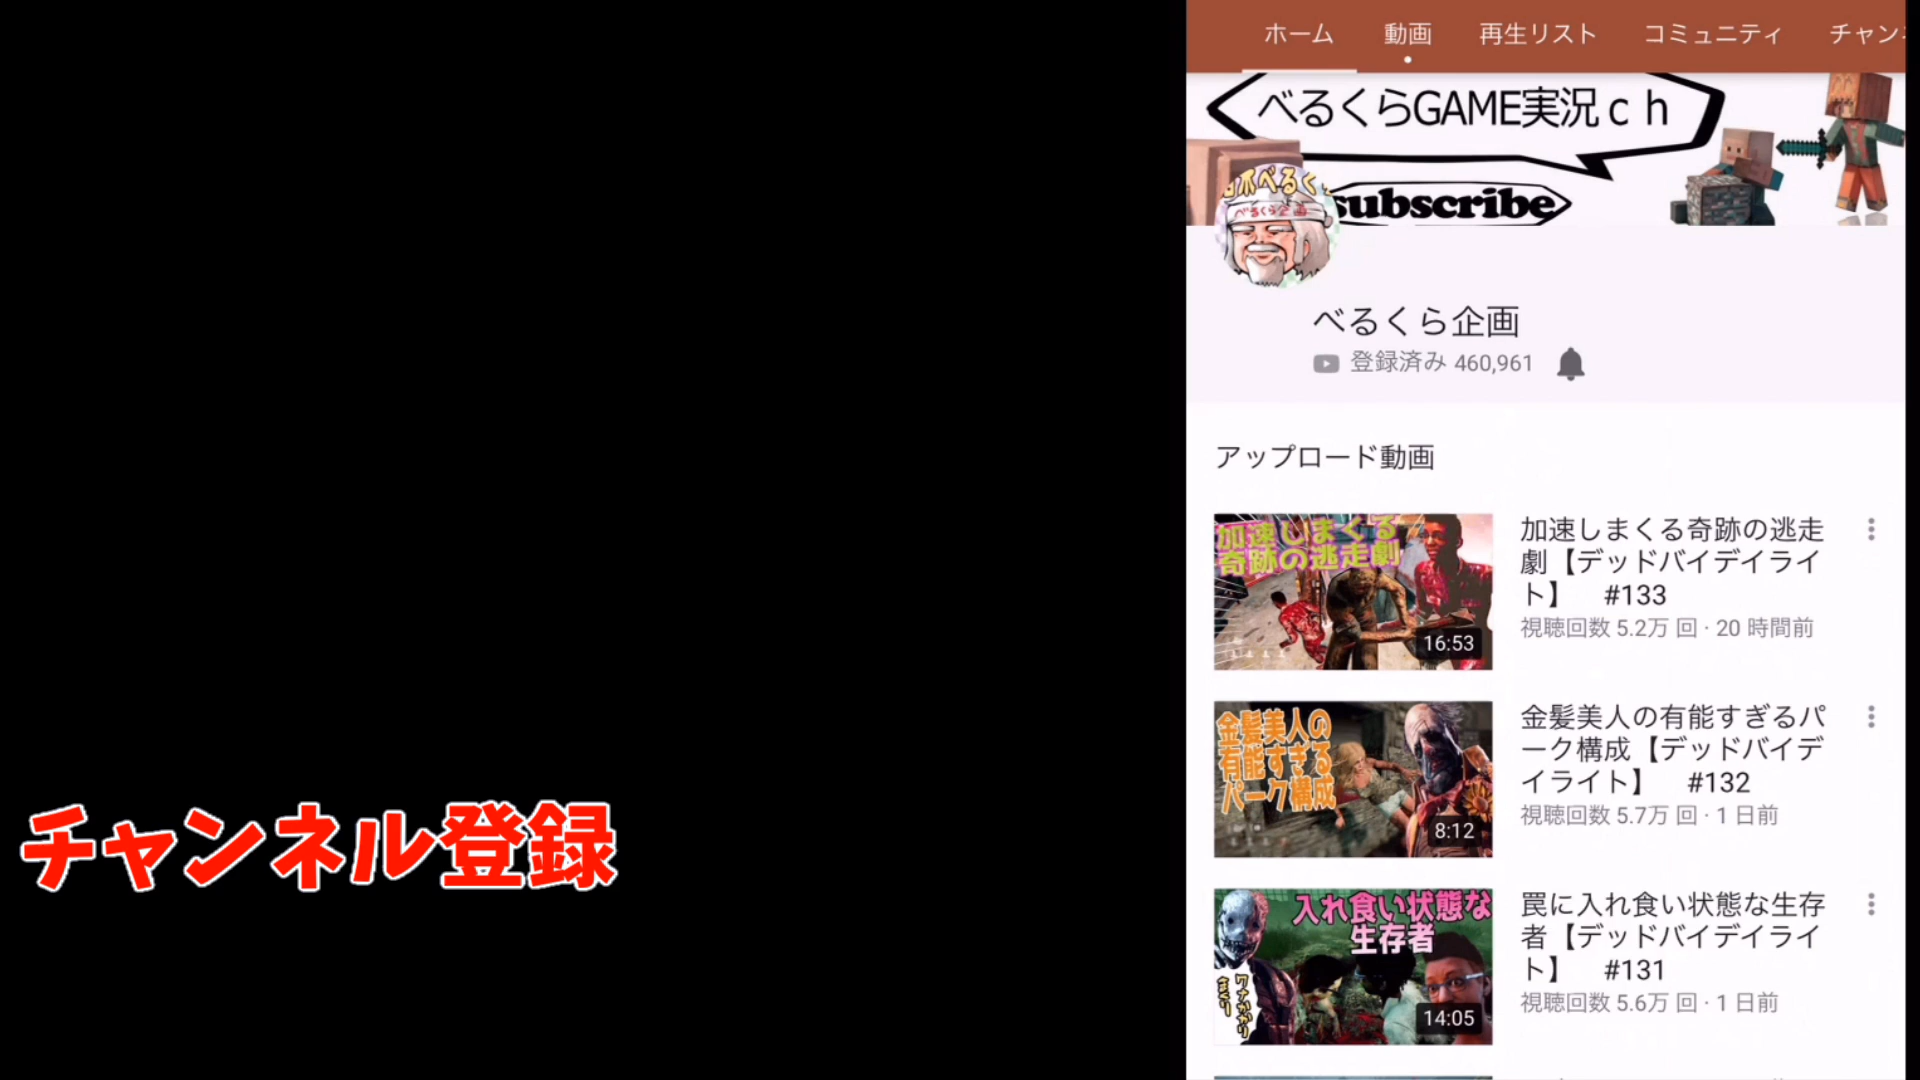 ホーム 動画 再生リスト コミュニティ チャン
べるくらGAME実況ch
subscribe
べるくら企画
べるくら企画
登録済み 460,961
アップロード動画
加速しまくる
奇跡の逃走劇
16:53
加速しまくる奇跡の逃走
劇【デッドバイデイライ
ト】 #133
視聴回数 5.2万 回・20 時間前
金髪美人の
有能すぎる
パーク構成
8:12
金髪美人の有能すぎるパ
ーク構成【デッドバイデ
イライト】 #132
視聴回数 5.7万 回・1 日前
チャンネル登録
入れ食い状態な
生存者
14:05
罠に入れ食い状態な生存
者【デッドバイデイライ
ト】 #131
視聴回数 5.6万 回・1 日前